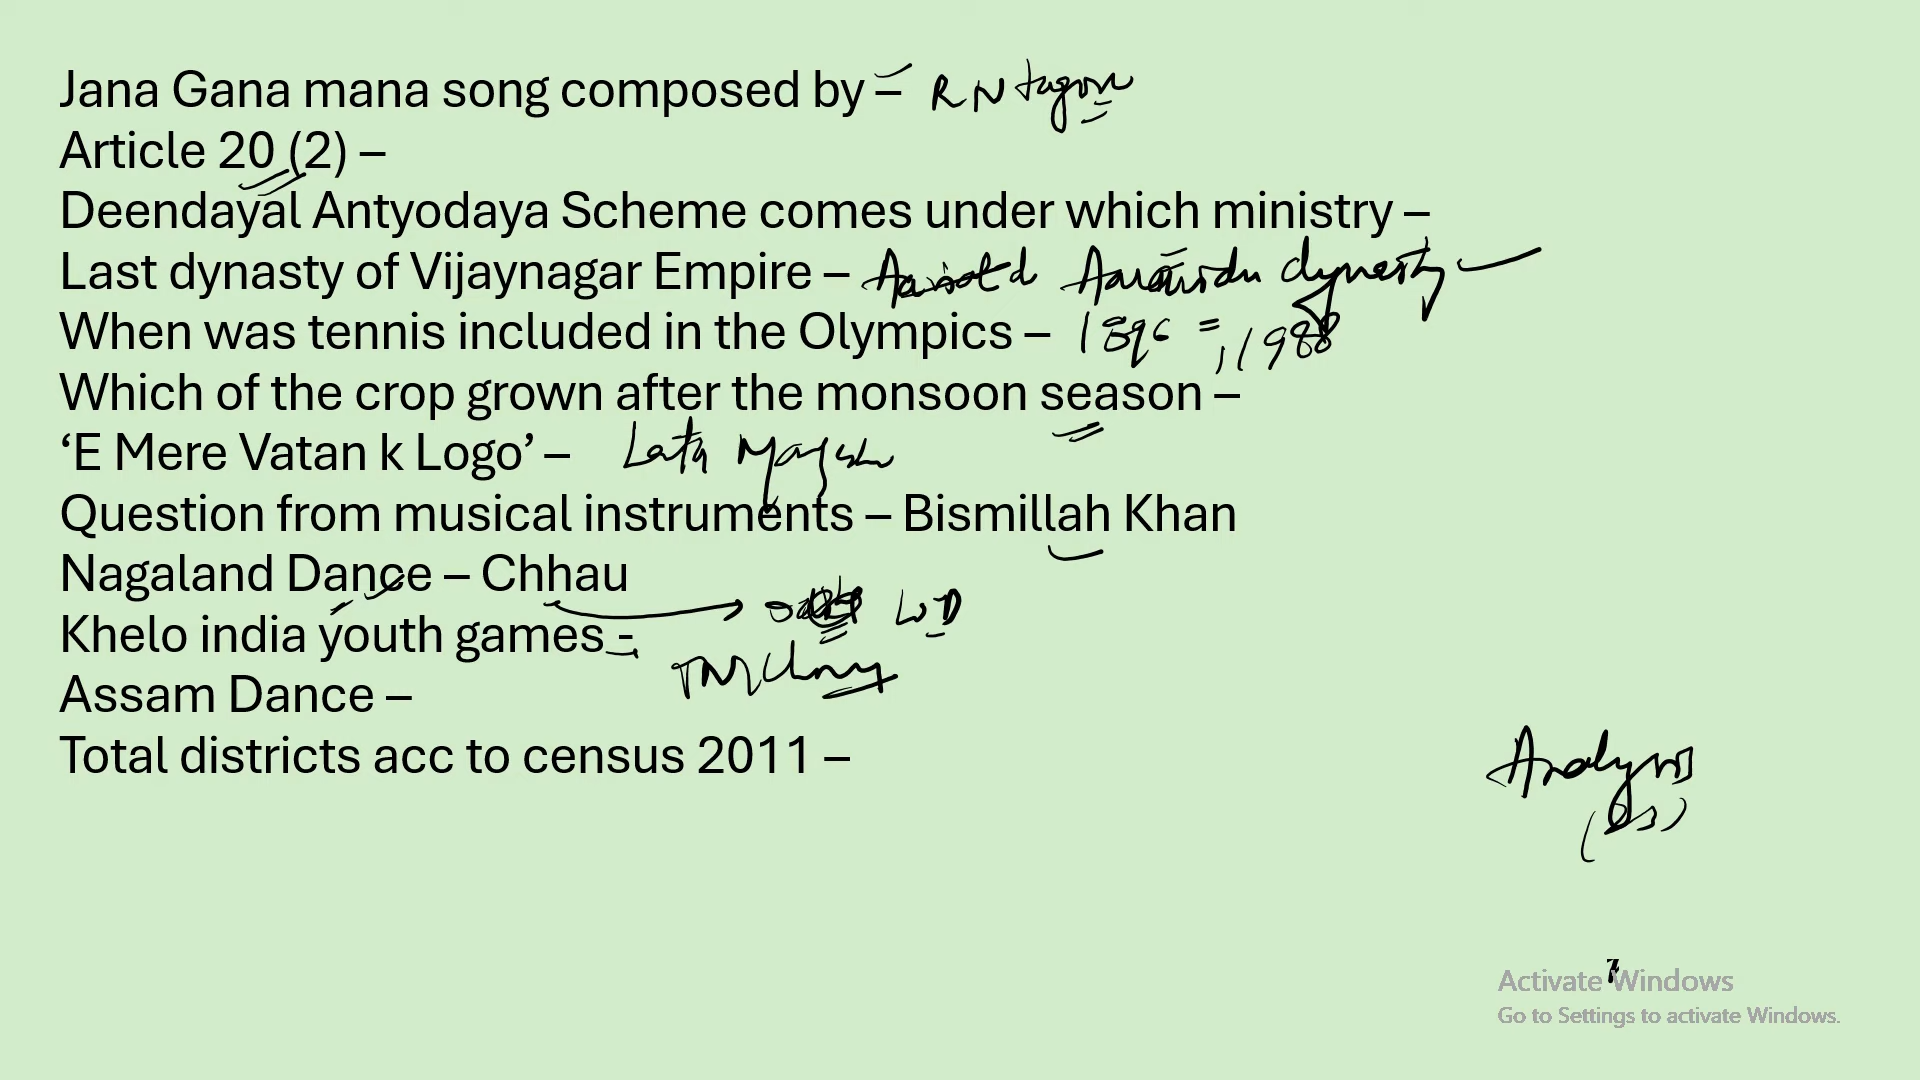 Jana Gana mana song composed by – R N Tagore
Article 20 (2) –
Deendayal Antyodaya Scheme comes under which ministry –
Last dynasty of Vijaynagar Empire – Aravidu dynasty
When was tennis included in the Olympics – 1896 , 1988
Which of the crop grown after the monsoon season –
‘E Mere Vatan k Logo’ – Lata
Question from musical instruments – Bismillah Khan
Nagaland Dance – Chhau
Khelo india youth games -
Assam Dance –
Total districts acc to census 2011 –
Analysis
7
Activate Windows
Go to Settings to activate Windows.